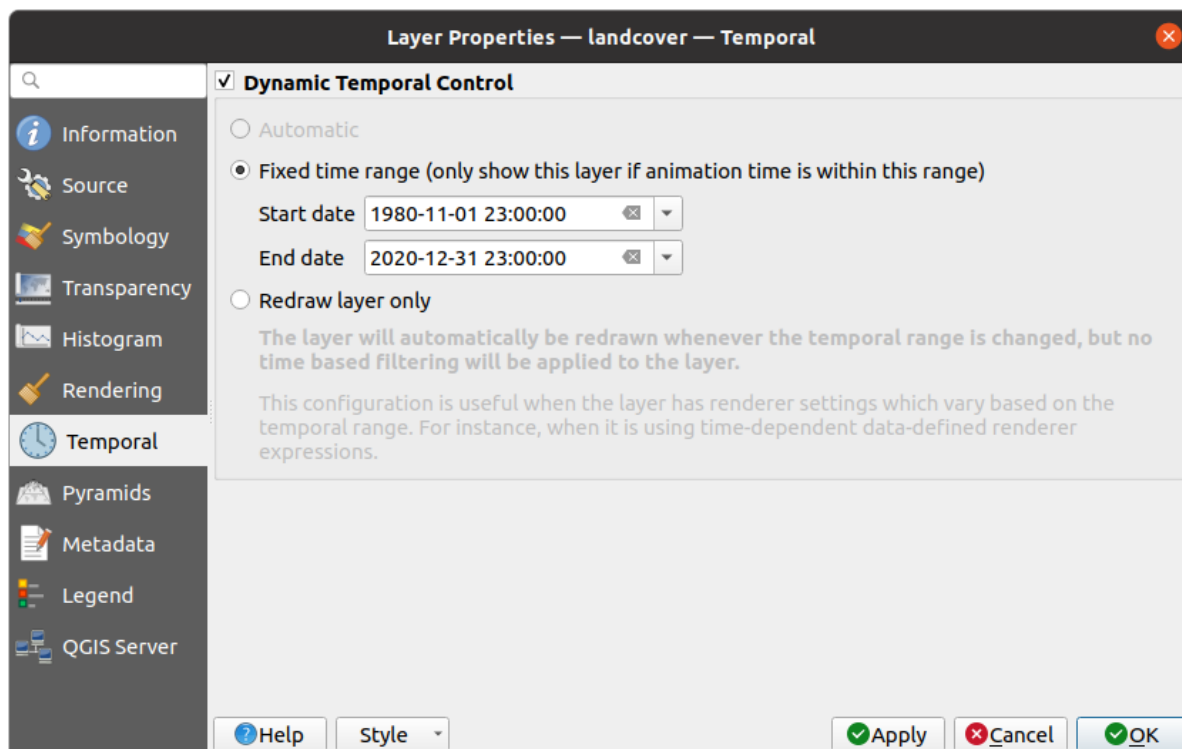 Layer Properties — landcover — Temporal
Information
Source
Symbology
Transparency
Histogram
Rendering
Temporal
Pyramids
Metadata
Legend
QGIS Server
Dynamic Temporal Control
Automatic
Fixed time range (only show this layer if animation time is within this range)
Start date 1980-11-01 23:00:00
End date 2020-12-31 23:00:00
Redraw layer only
The layer will automatically be redrawn whenever the temporal range is changed, but no
time based filtering will be applied to the layer.
This configuration is useful when the layer has renderer settings which vary based on the
temporal range. For instance, when it is using time-dependent data-defined renderer
expressions.
Help Style Apply Cancel OK